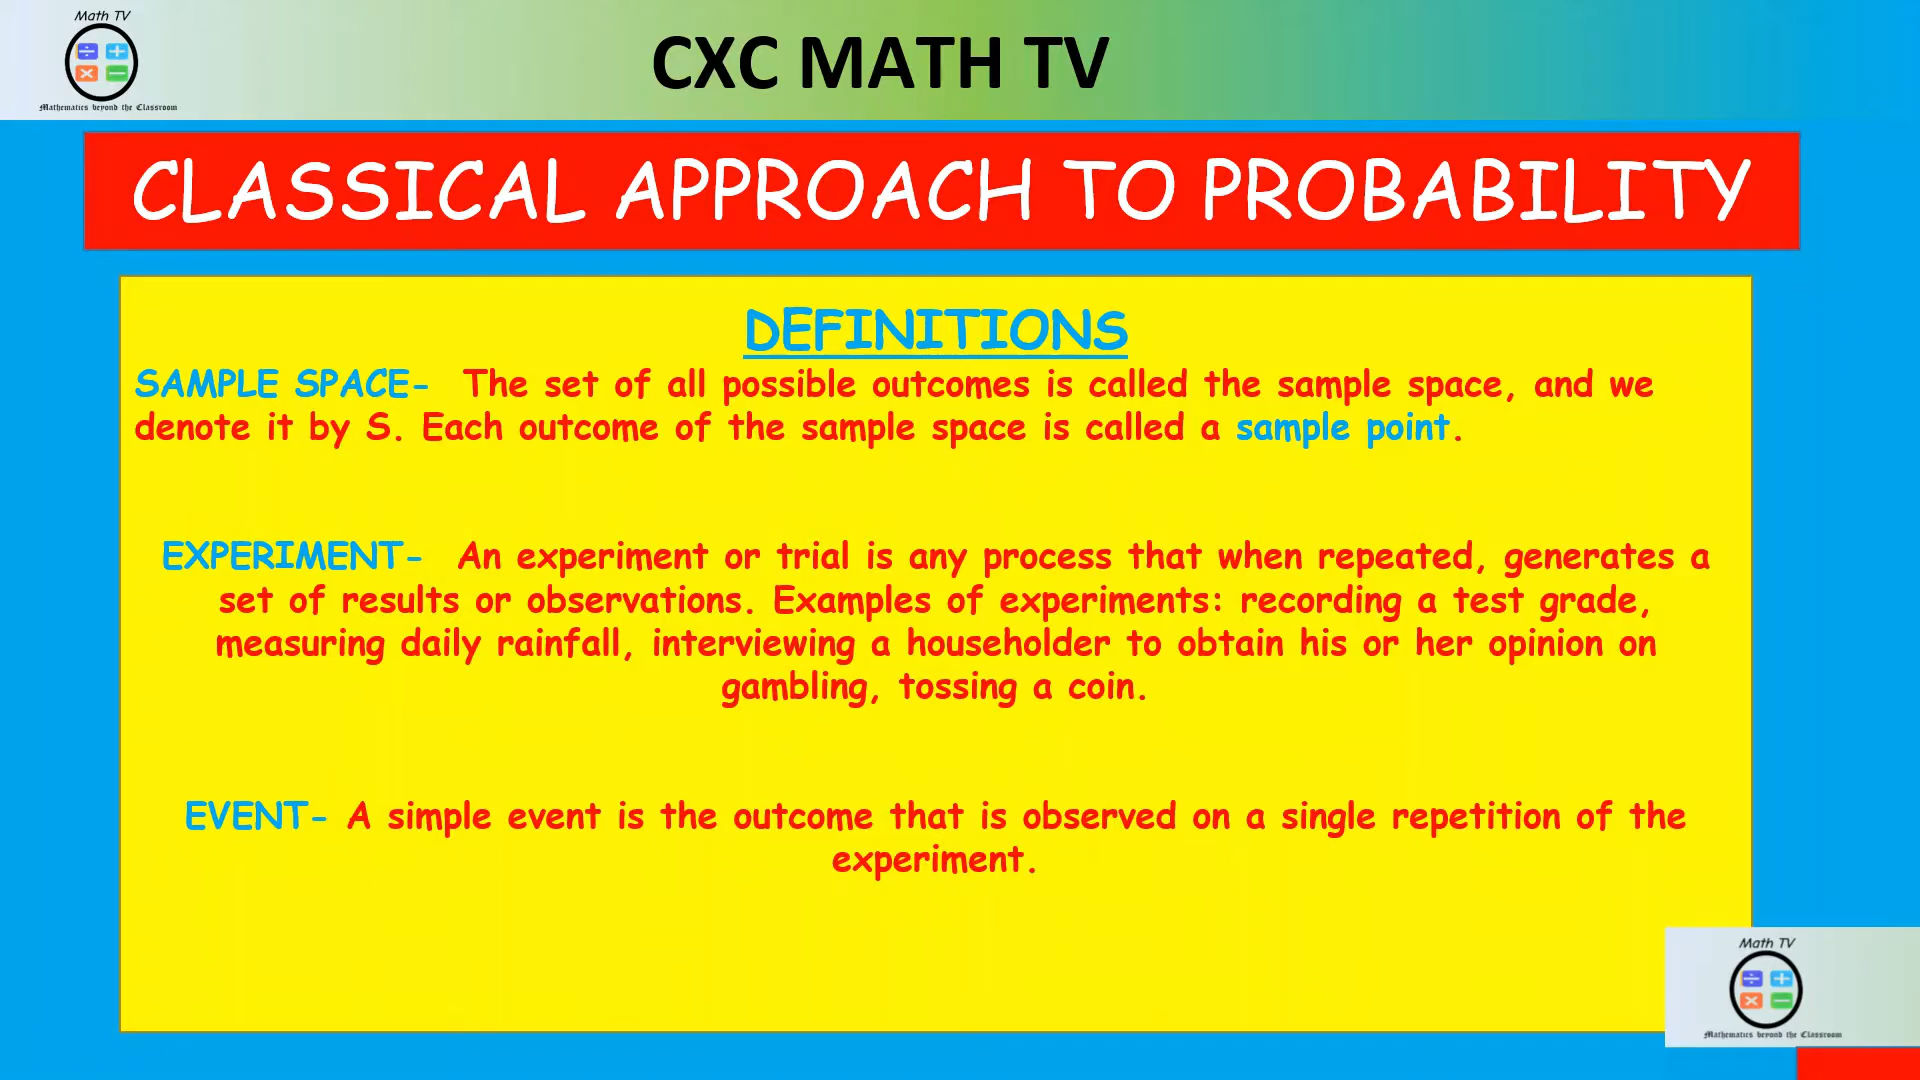 Math TV
Mathematics beyond the Classroom
CXC MATH TV
CLASSICAL APPROACH TO PROBABILITY
DEFINITIONS
SAMPLE SPACE- The set of all possible outcomes is called the sample space, and we
denote it by S. Each outcome of the sample space is called a sample point.
EXPERIMENT- An experiment or trial is any process that when repeated, generates a
set of results or observations. Examples of experiments: recording a test grade,
measuring daily rainfall, interviewing a householder to obtain his or her opinion on
gambling, tossing a coin.
EVENT- A simple event is the outcome that is observed on a single repetition of the
experiment.
Math TV
Mathematics beyond the Classroom